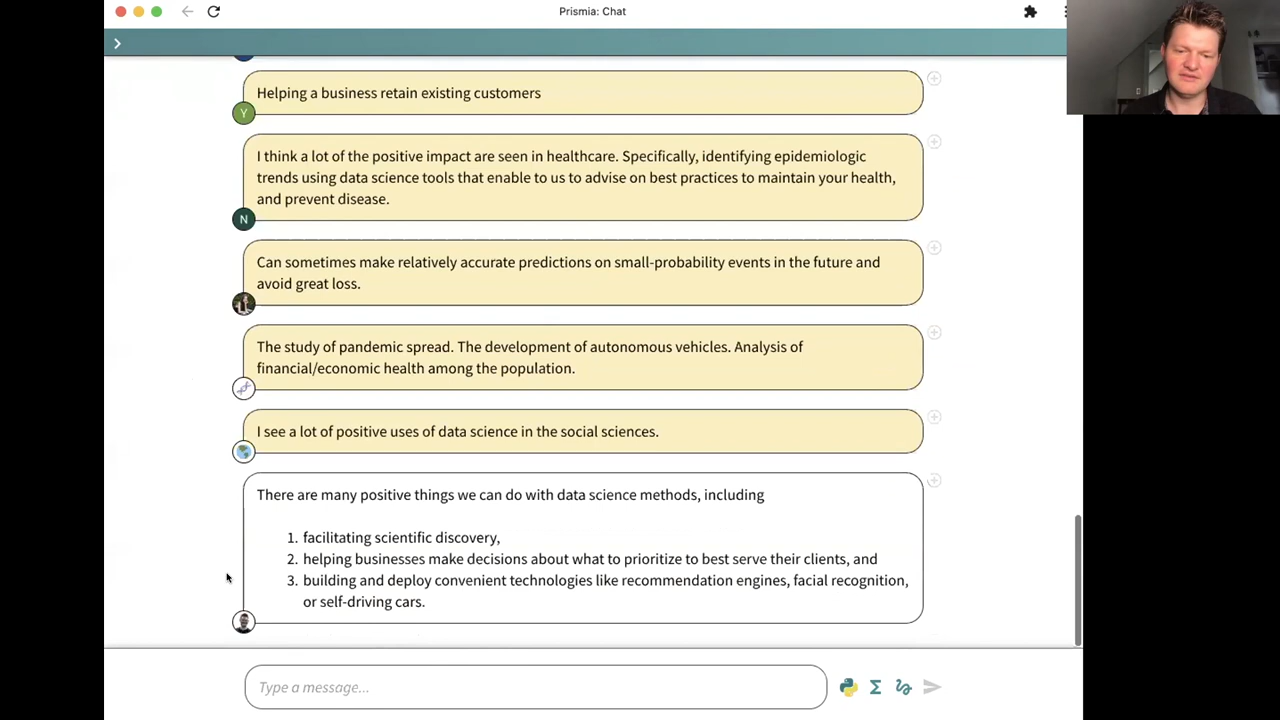 Prismia: Chat
Helping a business retain existing customers
Y
I think a lot of the positive impact are seen in healthcare. Specifically, identifying epidemiologic
trends using data science tools that enable to us to advise on best practices to maintain your health,
and prevent disease.
N
Can sometimes make relatively accurate predictions on small-probability events in the future and
avoid great loss.
The study of pandemic spread. The development of autonomous vehicles. Analysis of
financial/economic health among the population.
I see a lot of positive uses of data science in the social sciences.
There are many positive things we can do with data science methods, including
1. facilitating scientific discovery,
2. helping businesses make decisions about what to prioritize to best serve their clients, and
3. building and deploy convenient technologies like recommendation engines, facial recognition,
or self-driving cars.
Type a message...